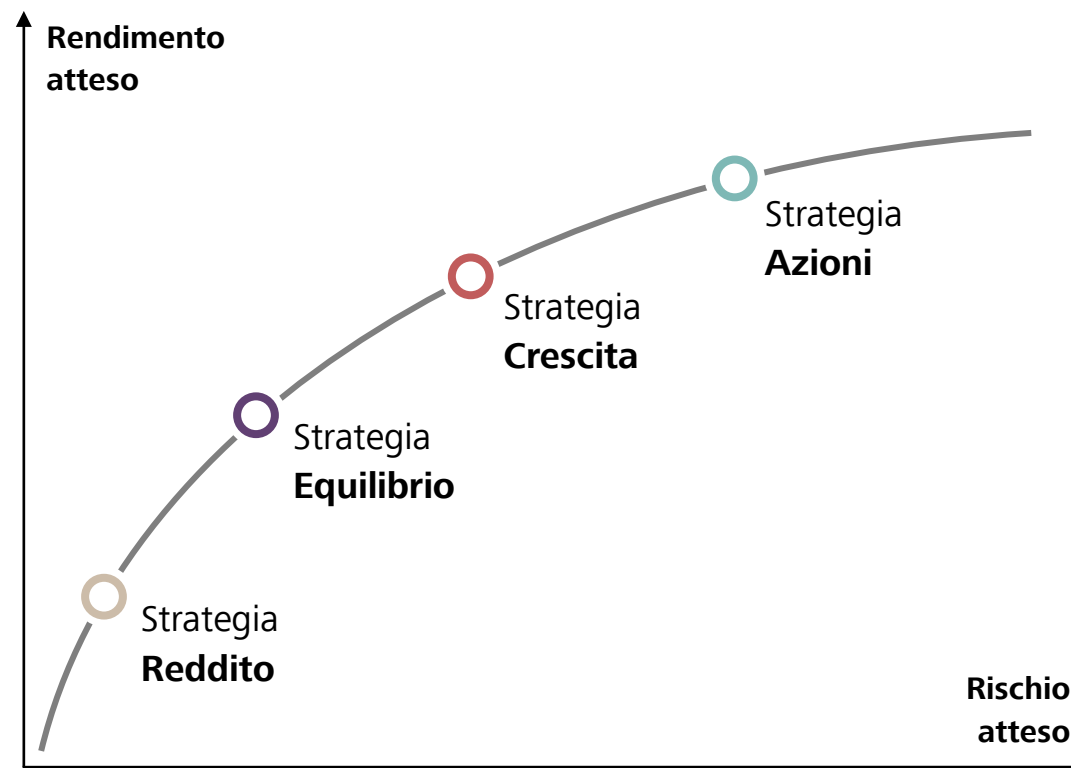 Rendimento
atteso
Strategia
Azioni
Strategia
Crescita
Strategia
Equilibrio
Strategia
Reddito
Rischio
atteso